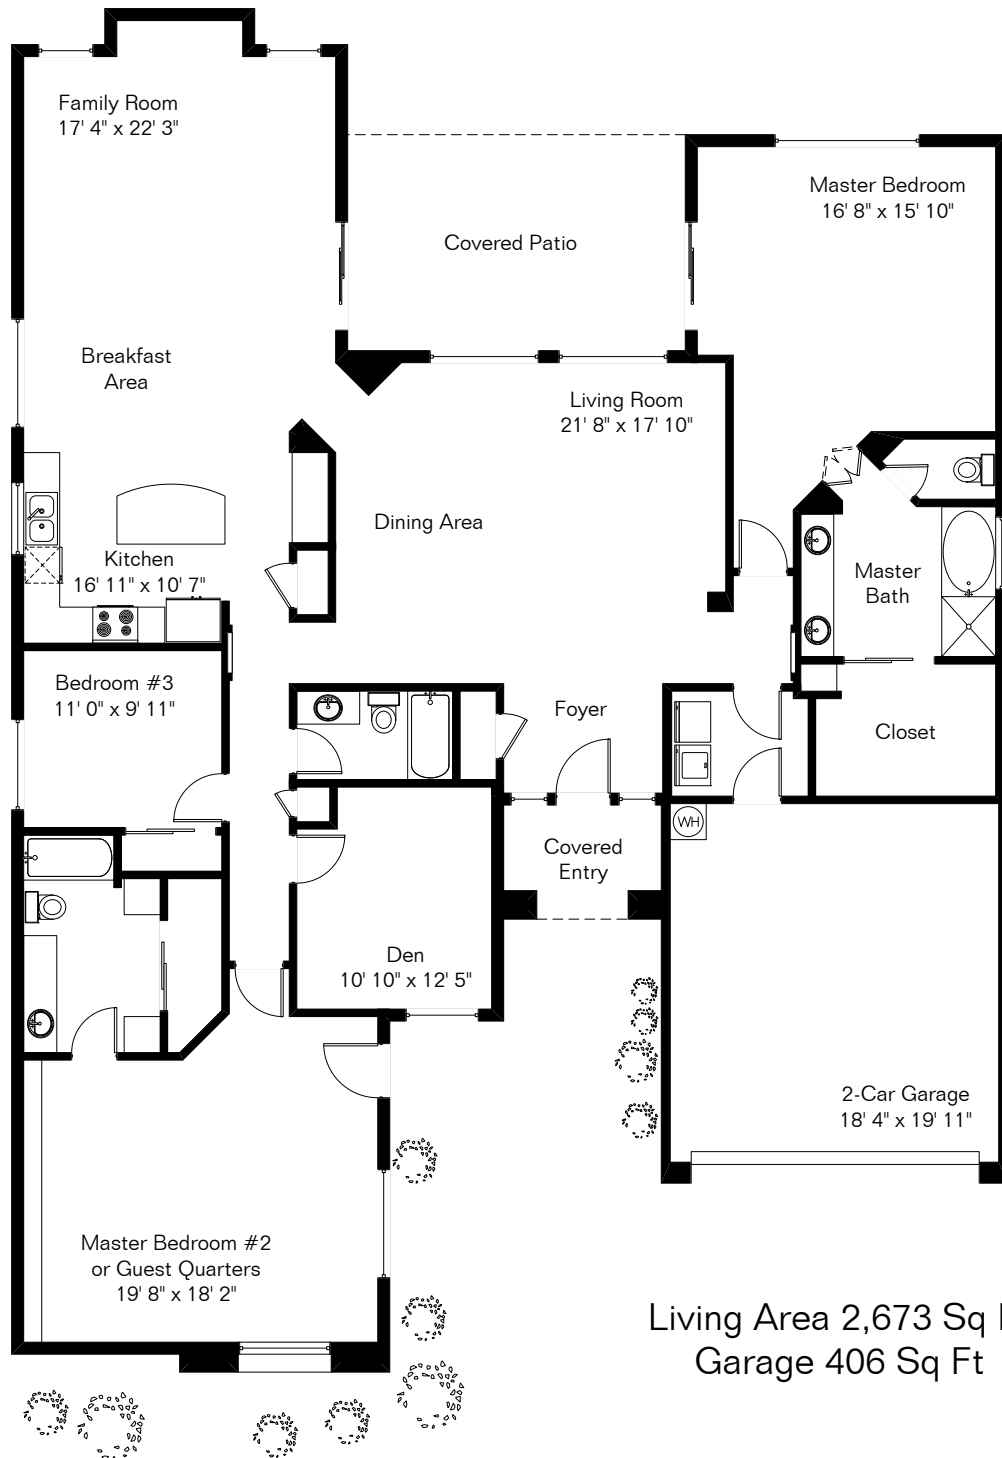 Family Room
17' 4" x 22' 3"
Master Bedroom
16' 8" x 15' 10"
Covered Patio
Breakfast
Area
Living Room
21' 8" x 17' 10"
Dining Area
Kitchen
16' 11" x 10' 7"
Master
Bath
Bedroom #3
11' 0" x 9' 11"
Foyer
Closet
WH
Covered
Entry
Den
10' 10" x 12' 5"
2-Car Garage
18' 4" x 19' 11"
Master Bedroom #2
or Guest Quarters
19' 8" x 18' 2"
Living Area 2,673 Sq
Garage 406 Sq Ft